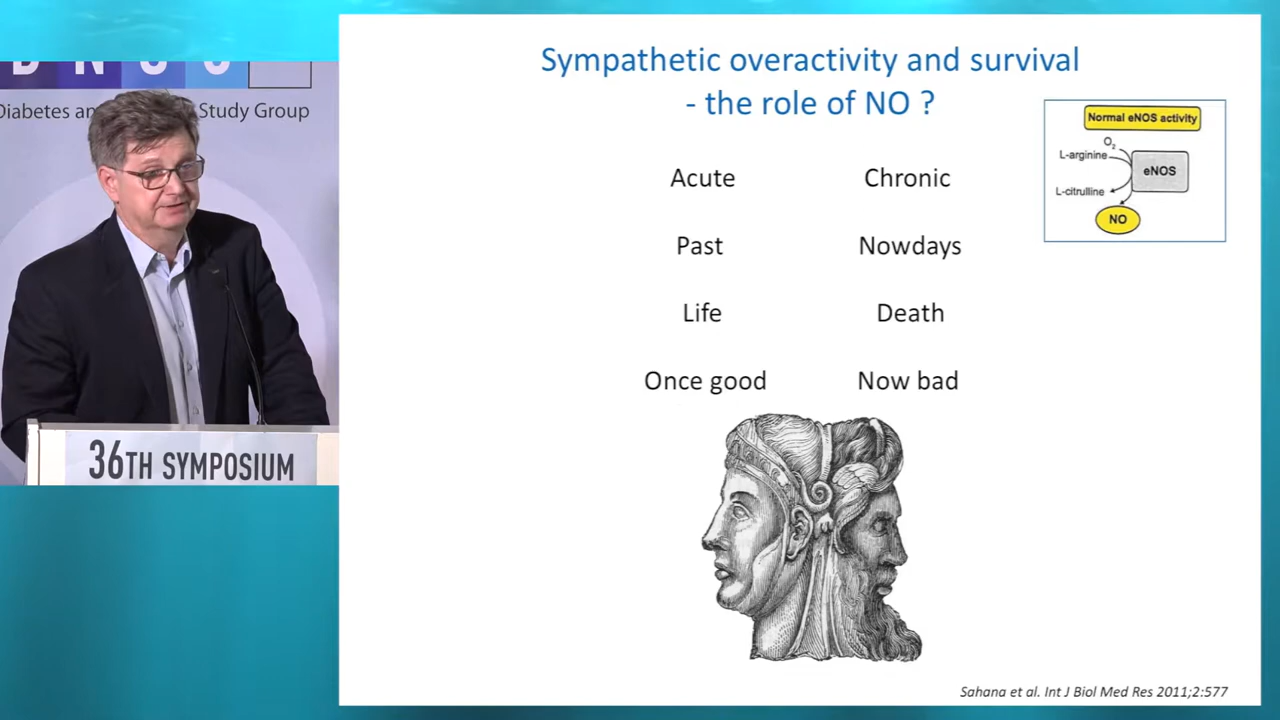 Diabetes an
Study Group
36TH SYMPOSIUM
Sympathetic overactivity and survival
- the role of NO ?
Acute Chronic
Past Nowdays
Life Death
Once good Now bad
Normal eNOS activity
O2
L-arginine
eNOS
L-citrulline
NO
Sahana et al. Int J Biol Med Res 2011;2:577